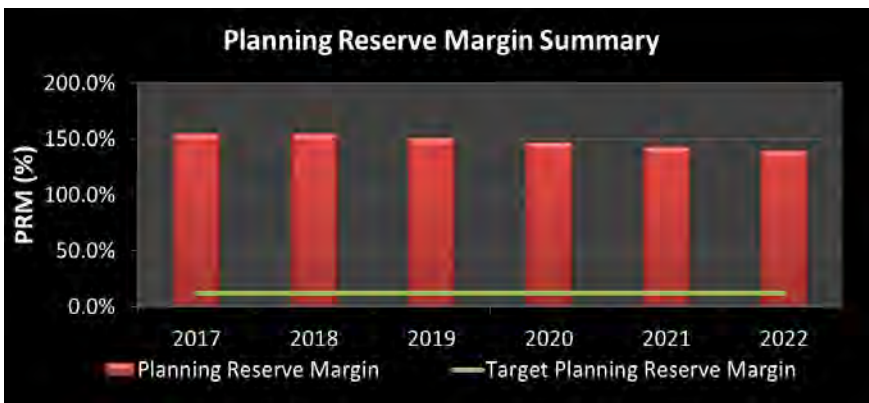 Planning Reserve Margin Summary
200.0%
150.0%
100.0%
50.0%
0.0%
PRM (%)
2017 2018 2019 2020 2021 2022
Planning Reserve Margin Target Planning Reserve Margin